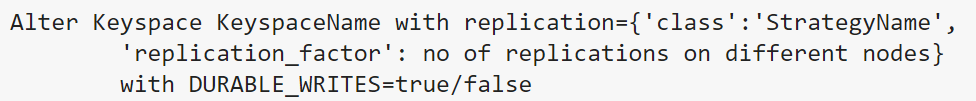 Alter Keyspace KeyspaceName with replication={'class':'StrategyName',
'replication_factor': no of replications on different nodes}
with DURABLE_WRITES=true/false